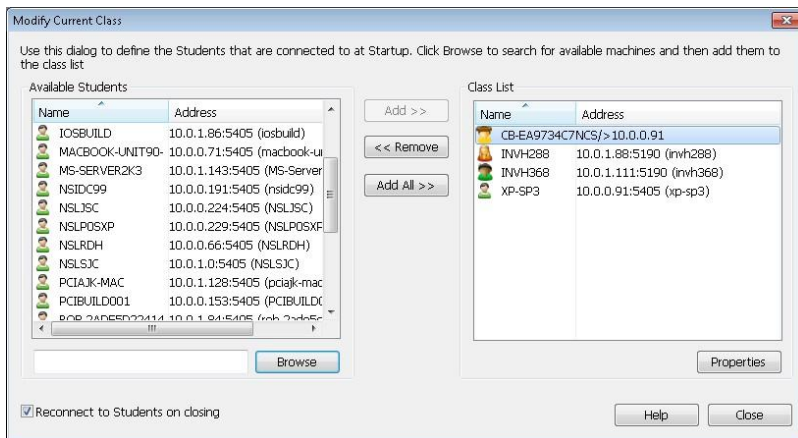 Modify Current Class
Use this dialog to define the Students that are connected to at Startup. Click Browse to search for available machines and then add them to
the class list
Available Students
Name Address
IOSBUILD 10.0.1.86:5405 (iosbuild)
MACBOOK-UNIT90- 10.0.0.71:5405 (macbook-ui
MS-SERVER2K3 10.0.1.143:5405 (MS-Server
NSIDC99 10.0.0.191:5405 (nsidc99)
NSLJSC 10.0.0.224:5405 (NSLJSC)
NSLP0SXP 10.0.0.229:5405 (NSLP0SXF
NSLRDH 10.0.0.66:5405 (NSLRDH)
NSLSJC 10.0.1.0:5405 (NSLSJC)
PCIAJK-MAC 10.0.1.128:5405 (pciajk-mac
PCIBUILD001 10.0.0.153:5405 (PCIBUILD(
Browse
Add >>
<< Remove
Add All >>
Class List
Name Address
CB-EA9734C7NCS/>10.0.0.91
INVH288 10.0.1.88:5190 (invh288)
INVH368 10.0.1.111:5190 (invh368)
XP-SP3 10.0.0.91:5405 (xp-sp3)
Properties
Reconnect to Students on closing
Help
Close